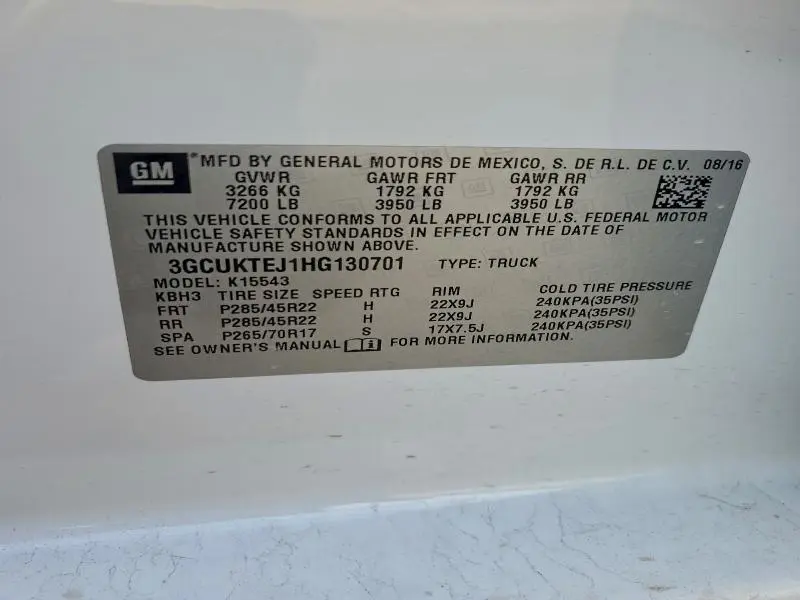 GM *MFD BY GENERAL MOTORS DE MEXICO, S. DE R.L. DE C.V. 08/16
GVWR GAWR FRT GAWR RR
3266 KG 1792 KG 1792 KG
7200 LB 3950 LB 3950 LB
THIS VEHICLE CONFORMS TO ALL APPLICABLE U.S. FEDERAL MOTOR
VEHICLE SAFETY STANDARDS IN EFFECT ON THE DATE OF
MANUFACTURE SHOWN ABOVE.
3GCUKTEJ1HG130701 TYPE: TRUCK
MODEL: K15543
KBH3 TIRE SIZE SPEED RTG RIM COLD TIRE PRESSURE
FRT P285/45R22 H 22X9J 240KPA(35PSI)
RR P285/45R22 H 22X9J 240KPA(35PSI)
SPA P265/70R17 S 17X7.5J 240KPA(35PSI)
SEE OWNER'S MANUAL FOR MORE INFORMATION.